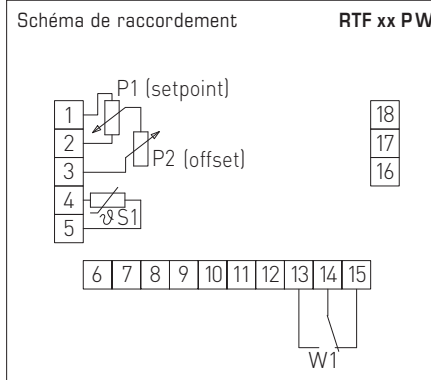 Schéma de raccordement RTF xx PW
P1 (setpoint)
1
2
3
4
5
P2 (offset)
ϑ S1
18
17
16
6 7 8 9 10 11 12 13 14 15
W1